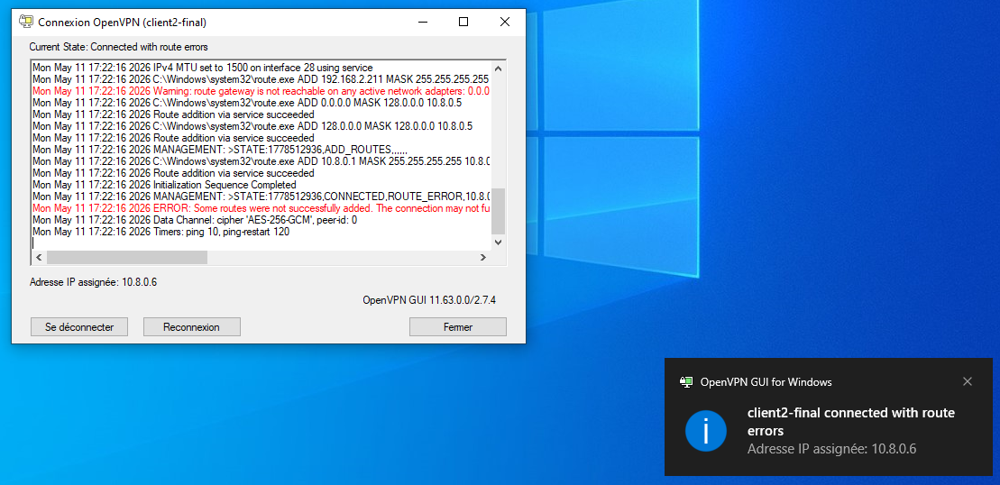 Connexion OpenVPN (client2-final)
Current State: Connected with route errors
Mon May 11 17:22:16 2026 IPv4 MTU set to 1500 on interface 28 using service
Mon May 11 17:22:16 2026 C:\Windows\system32\route.exe ADD 192.168.2.211 MASK 255.255.255.255
Mon May 11 17:22:16 2026 Warning: route gateway is not reachable on any active network adapters: 0.0.0
Mon May 11 17:22:16 2026 C:\Windows\system32\route.exe ADD 0.0.0.0 MASK 128.0.0.0 10.8.0.5
Mon May 11 17:22:16 2026 Route addition via service succeeded
Mon May 11 17:22:16 2026 C:\Windows\system32\route.exe ADD 128.0.0.0 MASK 128.0.0.0 10.8.0.5
Mon May 11 17:22:16 2026 Route addition via service succeeded
Mon May 11 17:22:16 2026 MANAGEMENT: >STATE:1778512936,ADD_ROUTES,,,,,,
Mon May 11 17:22:16 2026 C:\Windows\system32\route.exe ADD 10.8.0.1 MASK 255.255.255.255 10.8.0
Mon May 11 17:22:16 2026 Route addition via service succeeded
Mon May 11 17:22:16 2026 Initialization Sequence Completed
Mon May 11 17:22:16 2026 MANAGEMENT: >STATE:1778512936,CONNECTED,ROUTE_ERROR,10.8.0
Mon May 11 17:22:16 2026 ERROR: Some routes were not successfully added. The connection may not fu
Mon May 11 17:22:16 2026 Data Channel: cipher 'AES-256-GCM', peer-id: 0
Mon May 11 17:22:16 2026 Timers: ping 10, ping-restart 120
Adresse IP assignée: 10.8.0.6
OpenVPN GUI 11.63.0.0/2.7.4
Se déconnecter
Reconnexion
Fermer
OpenVPN GUI for Windows
client2-final connected with route
errors
Adresse IP assignée: 10.8.0.6